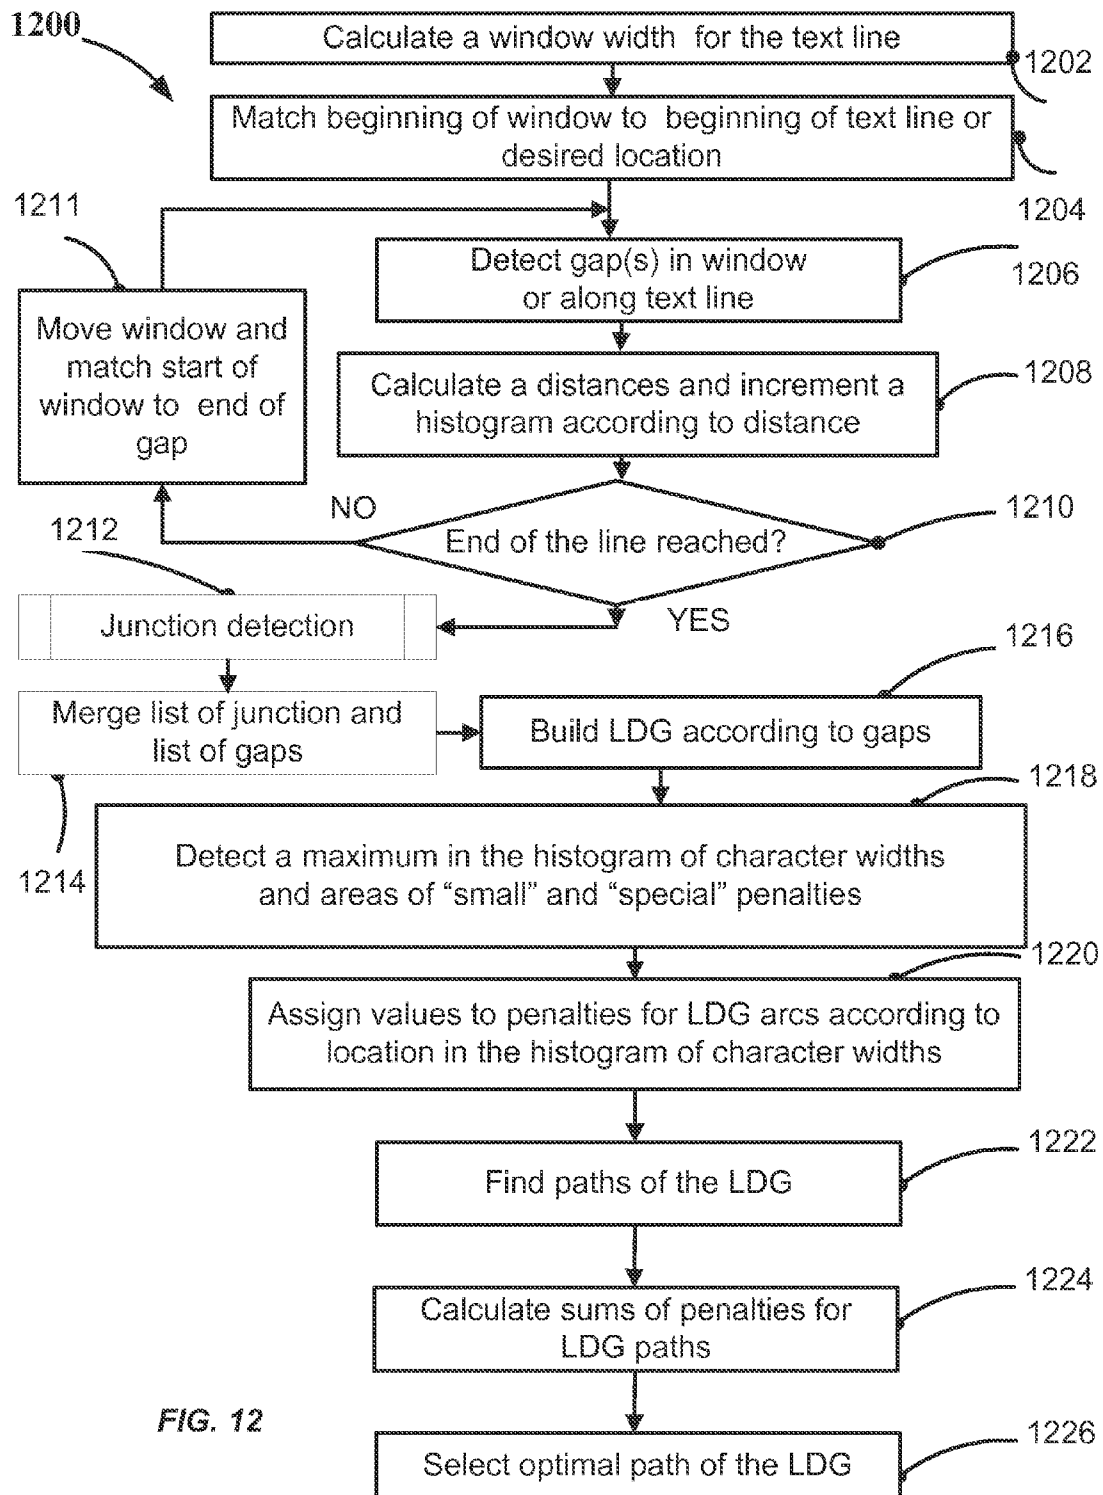 1200
Calculate a window width for the text line
1202
Match beginning of window to beginning of text line or
desired location
1204
1211
Detect gap(s) in window
or along text line
1206
Move window and
match start of
window to end of
gap
Calculate a distances and increment a
histogram according to distance
1208
NO
End of the line reached?
1210
1212
YES
Junction detection
1216
Merge list of junction and
list of gaps
Build LDG according to gaps
1218
1214
Detect a maximum in the histogram of character widths
and areas of “small” and “special” penalties
1220
Assign values to penalties for LDG arcs according to
location in the histogram of character widths
1222
Find paths of the LDG
1224
Calculate sums of penalties for
LDG paths
FIG. 12
1226
Select optimal path of the LDG